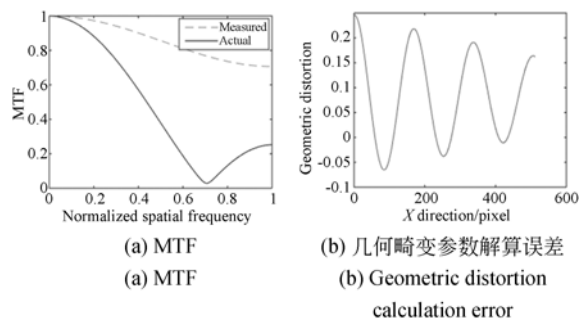 Measured
Actual
MTF
1
0.8
0.6
0.4
0.2
0
0 0.2 0.4 0.6 0.8 1
Normalized spatial frequency
(a) MTF
(a) MTF
Geometric distortion
0.2
0.15
0.1
0.05
0
-0.05
-0.1
0 200 400 600
X direction/pixel
(b) 几何畸变参数解算误差
(b) Geometric distortion
calculation error